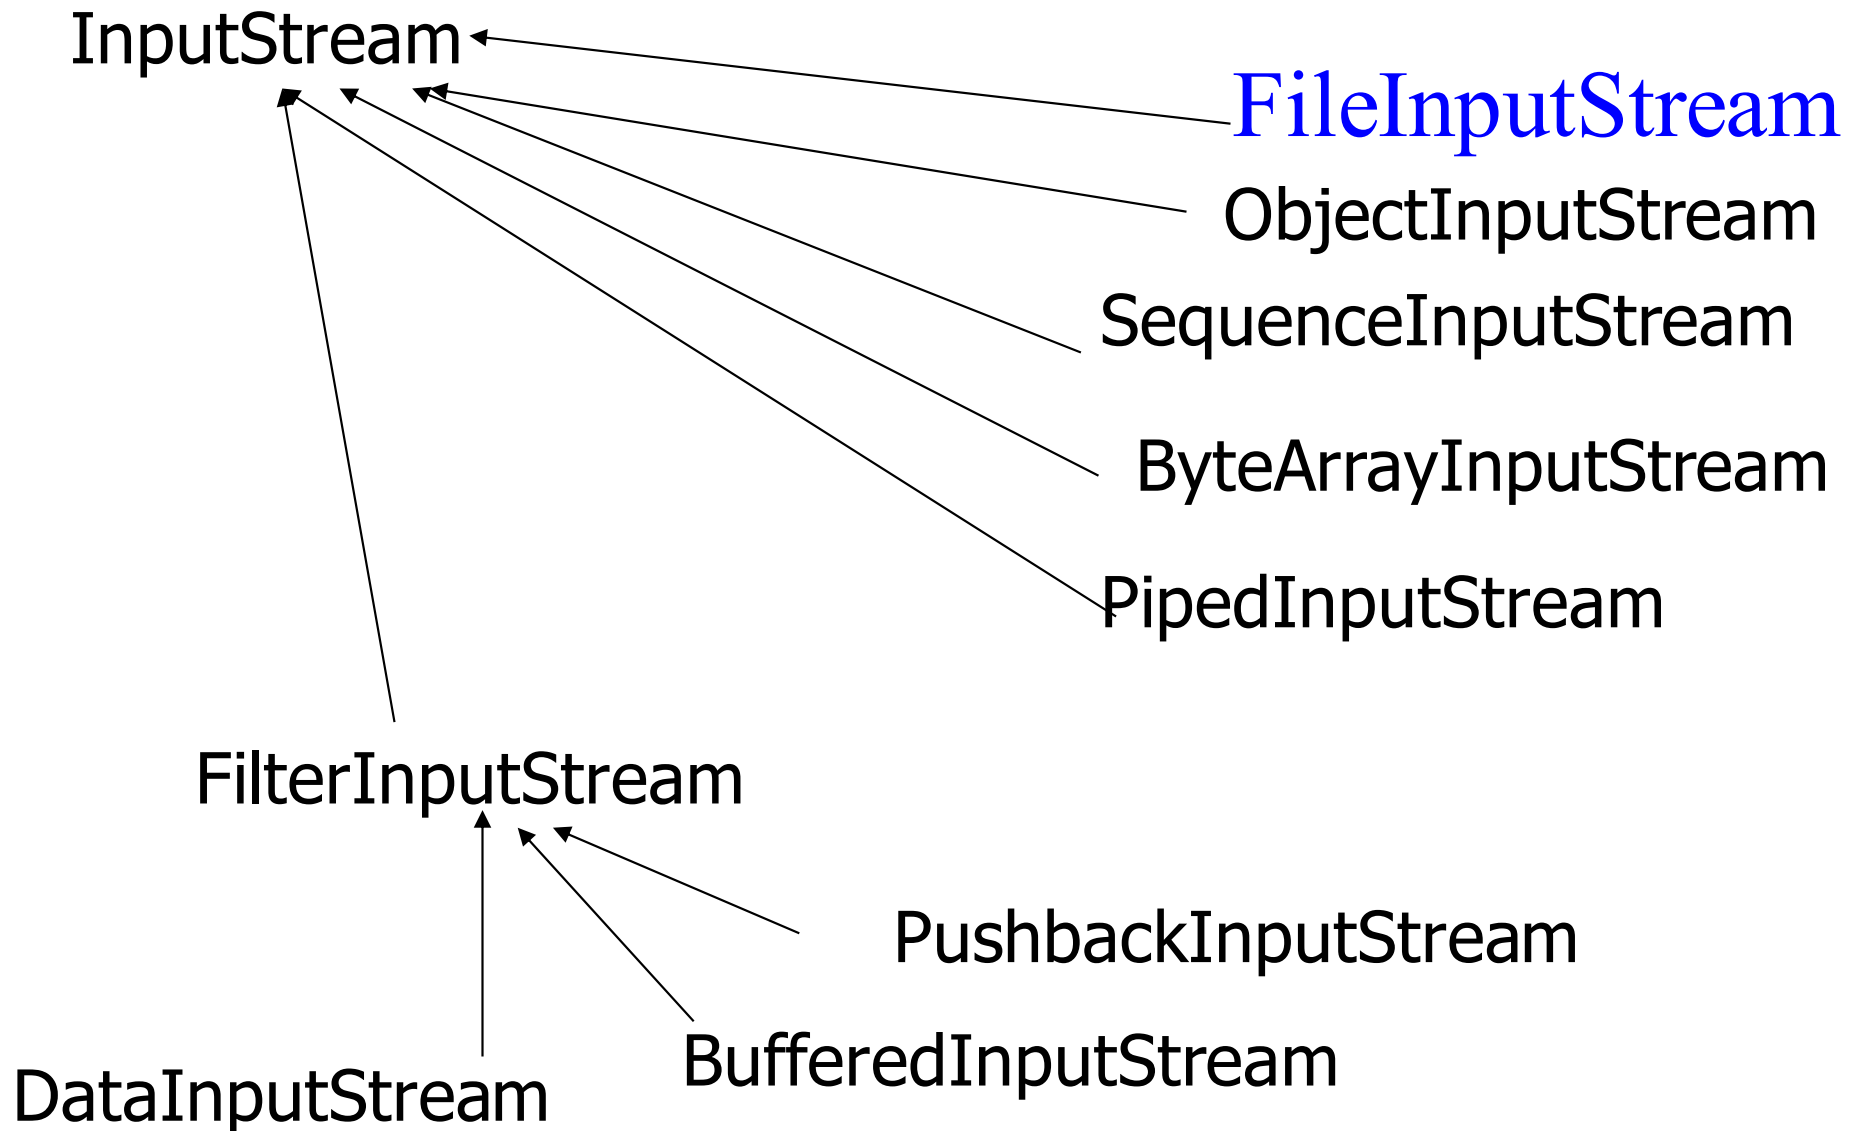 InputStream
FileInputStream
ObjectInputStream
SequenceInputStream
ByteArrayInputStream
PipedInputStream
FilterInputStream
PushbackInputStream
BufferedInputStream
DataInputStream